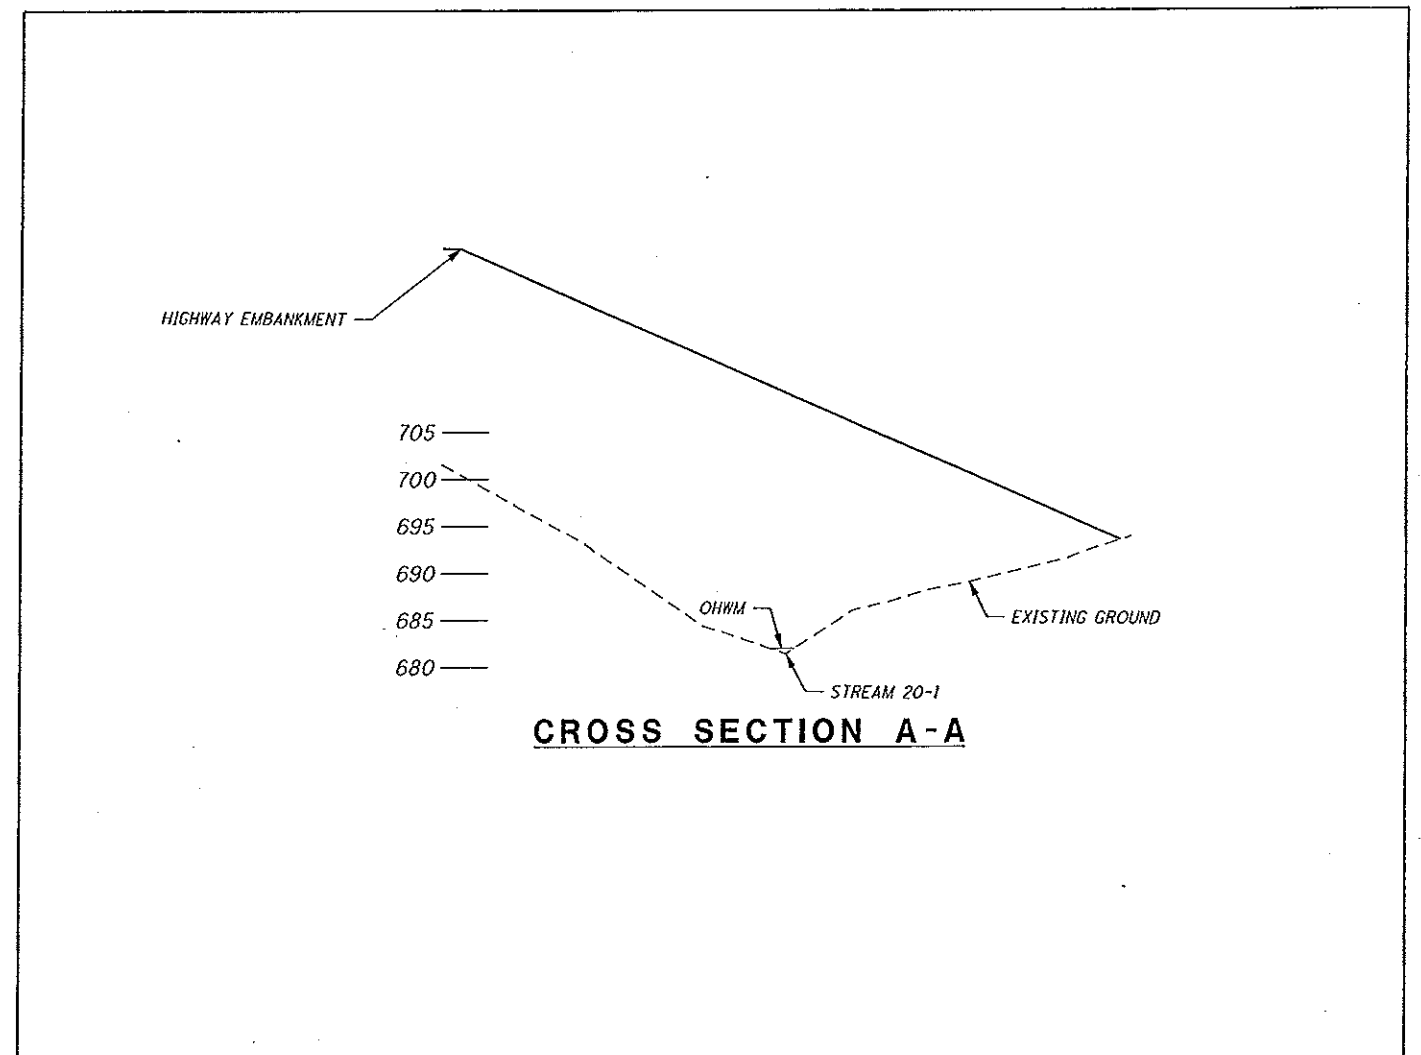 HIGHWAY EMBANKMENT
705
700
695
690
685
680
OHWM
EXISTING GROUND
STREAM 20-1
CROSS SECTION A-A